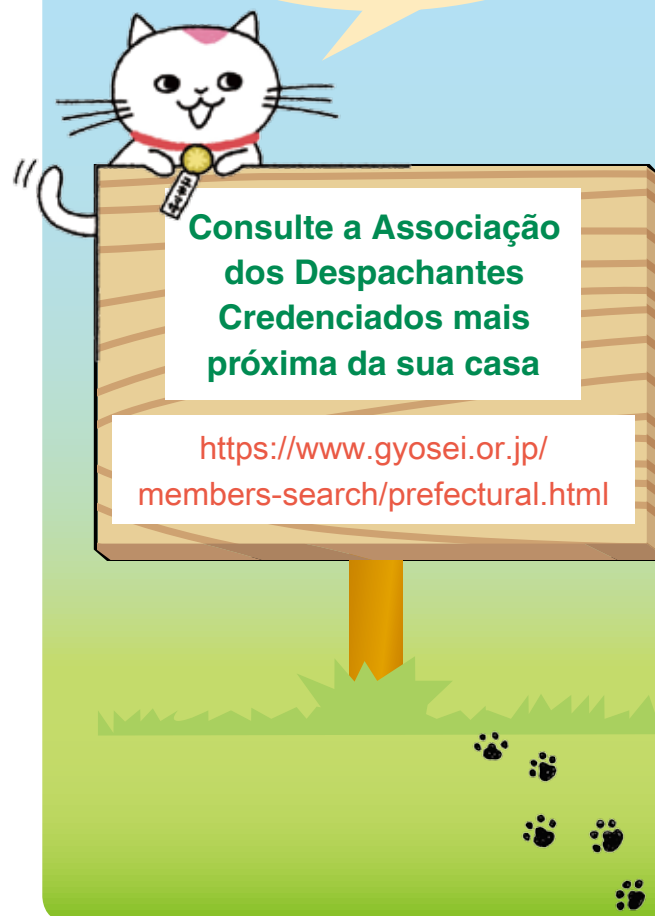 Consulte a Associação
dos Despachantes
Credenciados mais
próxima da sua casa
https://www.gyosei.or.jp/
members-search/prefectural.html